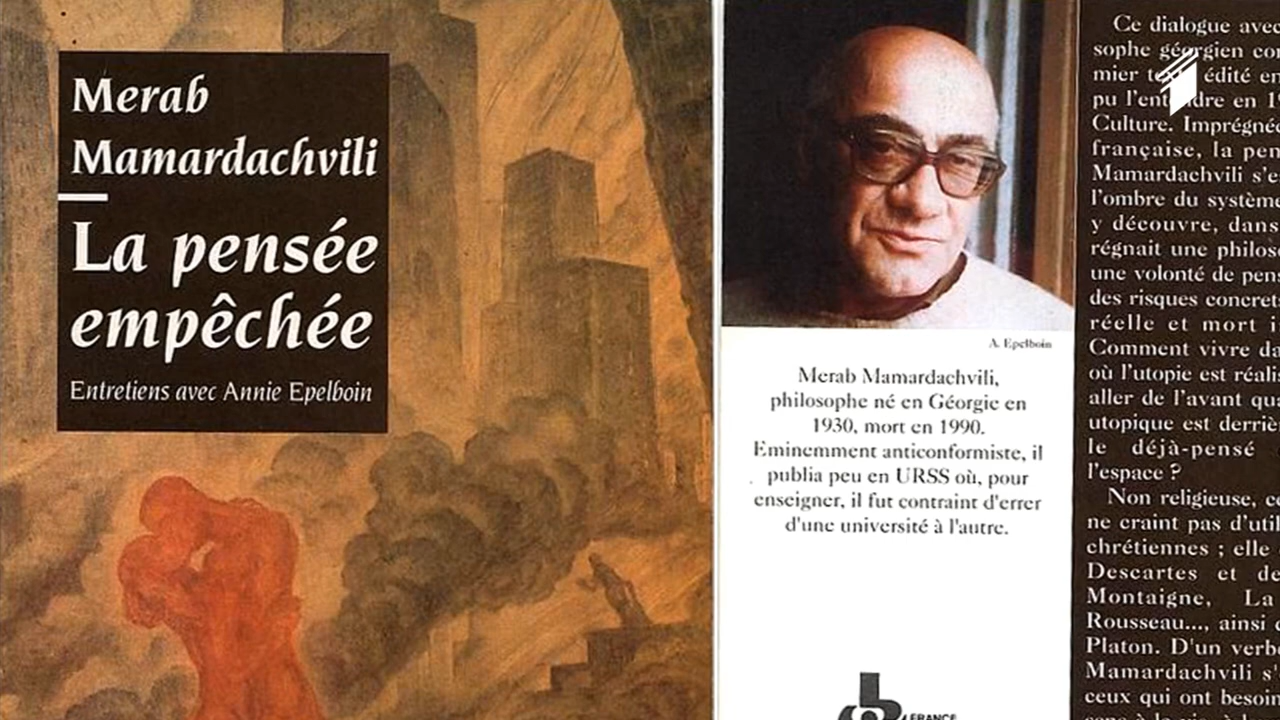 Merab
Mamardachvili
La pensée
empêchée
Entretiens avec Annie Epelboin
A. Epelboin
Merab Mamardachvili,
philosophe né en Géorgie en
1930, mort en 1990.
Eminemment anticonformiste, il
publia peu en URSS où, pour
enseigner, il fut contraint d'errer
d'une université à l'autre.
FRANCE
Ce dialogue avec
sophe géorgien
mier édité en
pu l'entendre en
Culture. Imprégnée
française, la
Mamardachvili
l'ombre du système
y découvre, dans
régnait une
une volonté de
des risques
réelle et mort
Comment vivre
où l'utopie est
aller de l'avant
utopique est
le déjà-pensé
l'espace ?
Non religieuse,
ne craint pas
chrétiennes ; elle
Descartes et
Montaigne, La
Rousseau..., ainsi
Platon. D'un
Mamardachvili
ceux qui ont